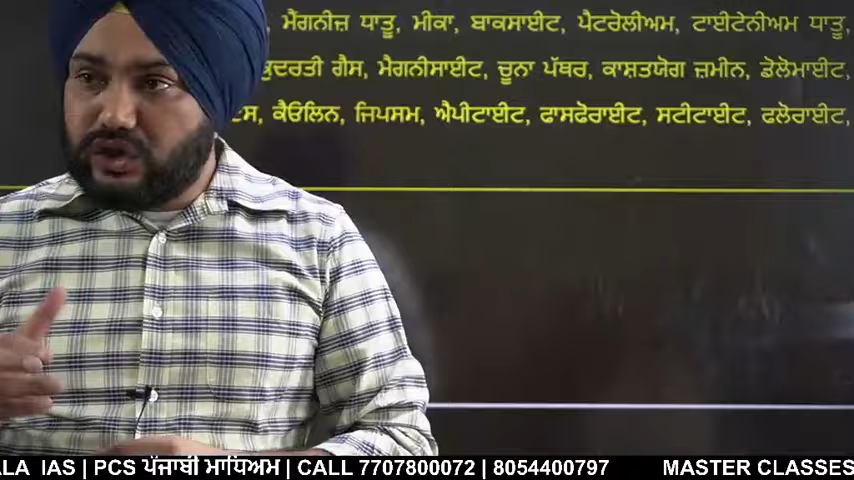 ਮੈਂਗਨੀਜ਼ ਧਾਤੂ, ਮੀਕਾ, ਬਾਕਸਾਈਟ, ਪੈਟਰੋਲੀਅਮ, ਟਾਈਟੇਨੀਅਮ ਧਾਤੂ,
ਕੁਦਰਤੀ ਗੈਸ, ਮੈਗਨੀਸਾਈਟ, ਚੂਨਾ ਪੱਥਰ, ਕਾਸ਼ਤਯੋਗ ਜ਼ਮੀਨ, ਡੋਲੋਮਾਈਟ,
ਕੈਓਲਿਨ, ਜਿਪਸਮ, ਐਪੀਟਾਈਟ, ਫਾਸਫੋਰਾਈਟ, ਸਟੀਟਾਈਟ, ਫਲੋਰਾਈਟ,
IAS | PCS ਪੰਜਾਬੀ ਮਾਧਿਅਮ | CALL 7707800072 | 8054400797 MASTER CLASSES